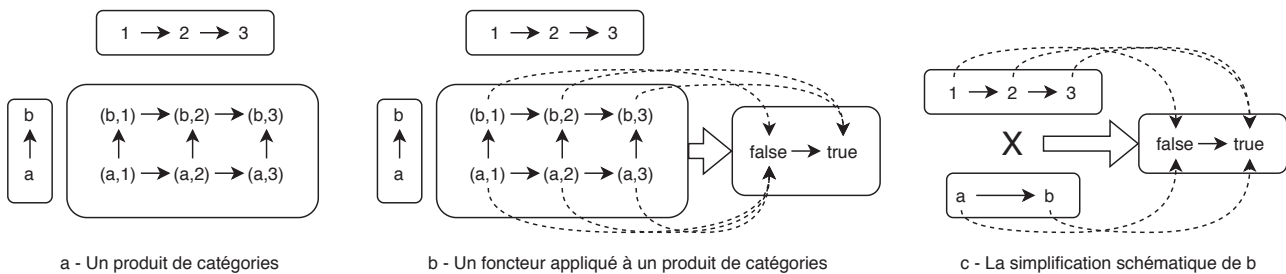 1 → 2 → 3
b
(b,1) → (b,2) → (b,3)
a
(a,1) → (a,2) → (a,3)
a - Un produit de catégories
1 → 2 → 3
b
(b,1) → (b,2) → (b,3)
false → true
a
(a,1) → (a,2) → (a,3)
b - Un foncteur appliqué à un produit de catégories
1 → 2 → 3
X
false → true
a → b
c - La simplification schématique de b